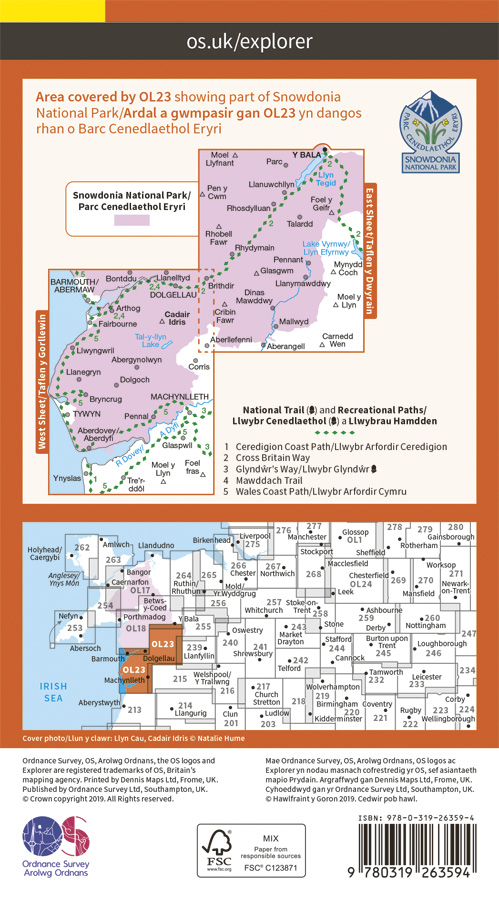 os.uk/explorer
Area covered by OL23 showing part of Snowdonia
National Park/Ardal a gwmpasir gan OL23 yn dangos
rhan o Barc Cenedlaethol Eryri
PARC CENEDLAETHOL ERYRI
SNOWDONIA
NATIONAL PARK
Snowdonia National Park/
Parc Cenedlaethol Eryri
Moel
Llyfnant
Parc
Y BALA
Llyn
Tegid
Pen y
Cwm
Llanuwchllyn
2
Foel y
Geifr
Rhosdylluan
Talardd
2
Rhobell
Fawr
Rhydymain
Lake Vyrnwy/
Llyn Efyrnwy
Pennant
Glasgwm
Mynydd
Coch
Llanymawddwy
Brithdir
2
Dinas
Mawddwy
Moel y
Llyn
Cribin
Fawr
Mallwyd
Aberllefenni
Aberangell
Carnedd
Wen
East Sheet/Taflen y Dwyrain
West Sheet/Taflen y Gorllewin
5
BARMOUTH/
ABERMAW
Bontddu
Llanelltyd
2,4
DOLGELLAU
Arthog
2,4
Fairbourne
Cadair
Idris
Tal-y-llyn
Lake
Llwyngwril
5
Abergynolwyn
Corris
Llanegryn
Dolgoch
5
Bryncrug
MACHYNLLETH
TYWYN
Pennal
5
3
Aberdovey/
Aberdyfi
5
A Dyfi
R Dovey/
Glaspwll
3
Ynyslas
Moel y
Llyn
Foel
fras
1
5
Tre'r-
ddôl
National Trail () and Recreational Paths/
Llwybr Cenedlaethol () a Llwybrau Hamdden
1 Ceredigion Coast Path/Llwybr Arfordir Ceredigion
2 Cross Britain Way
3 Glyndŵr's Way/Llwybr Glyndŵr
4 Mawddach Trail
5 Wales Coast Path/Llwybr Arfordir Cymru
Holyhead/
Caergybi
262
Amlwch
Llandudno
Birkenhead
Liverpool
275
276
277
Manchester
Glossop
OL1
278
279
280
Gainsborough
Sheffield
Rotherham
Stockport
263
Anglesey/
Ynys Môn
Bangor
Caernarfon
OL17
264
Ruthin/
Rhuthun
265
266
Chester
267
Northwich
268
Macclesfield
Chesterfield
OL24
269
270
Worksop
271
Newark-
on-Trent
Mansfield
Mold/
Yr Wyddgrug
Leek
254
Betws-
y-Coed
256
257
Whitchurch
Stoke-on-
Trent
258
Ashbourne
259
Derby
260
Nottingham
Nefyn
253
Porthmadog
OL18
Y Bala
255
Oswestry
240
Stone
243
Market
Drayton
Stafford
244
Burton upon
Trent
245
246
Loughborough
Abersoch
OL23
239
Llanfyllin
241
Shrewsbury
Cannock
Barmouth
Dolgellau
242
Telford
Tamworth
232
233
Leicester
234
OL23
Machynlleth
215
Welshpool/
Y Trallwng
216
217
Church
Stretton
Wolverhampton
219
Birmingham
220
Kidderminster
218
Coventry
221
Rugby
222
223
Corby
224
Wellingborough
IRISH
SEA
Aberystwyth
213
214
Llangurig
Clun
201
Ludlow
203
Cover photo/Llun y clawr: Llyn Cau, Cadair Idris © Natalie Hume
Ordnance Survey, OS, Arolwg Ordnans, the OS logos and
Explorer are registered trademarks of OS, Britain's
mapping agency. Printed by Dennis Maps Ltd, Frome, UK.
Published by Ordnance Survey Ltd, Southampton, UK.
© Crown copyright 2019. All Rights reserved.
Mae Ordnance Survey, OS, Arolwg Ordnans, logos OS ac
Explorer yn nodau masnach cofrestredig yr OS, sef asiantaeth
mapio Prydain. Argraffwyd gan Dennis Maps Ltd, Frome, UK.
Cyhoeddwyd gan yr Ordnance Survey Ltd, Southampton, UK.
© Hawlfraint y Goron 2019. Cedwir pob hawl.
Ordnance Survey
Arolwg Ordnans
FSC
www.fsc.org
MIX
Paper from
responsible sources
FSC® C123871
ISBN: 978-0-319-26359-4
9 780319 263594